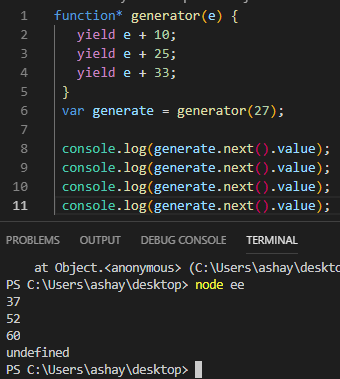 1 function* generator(e) {
2 yield e + 10;
3 yield e + 25;
4 yield e + 33;
5 }
6 var generate = generator(27);
7
8 console.log(generate.next().value);
9 console.log(generate.next().value);
10 console.log(generate.next().value);
11 console.log(generate.next().value);
PROBLEMS OUTPUT DEBUG CONSOLE TERMINAL
at Object.<anonymous> (C:\Users\ashay\deskto
PS C:\Users\ashay\desktop> node ee
37
52
60
undefined
PS C:\Users\ashay\desktop>